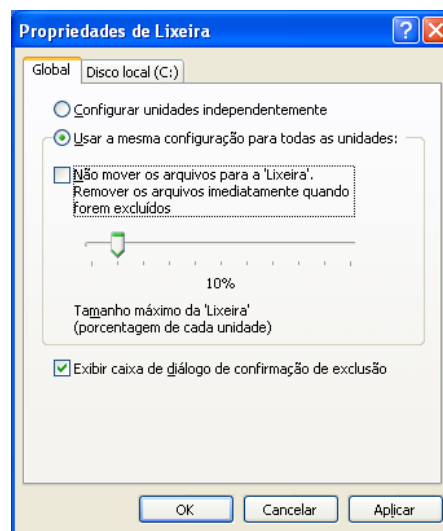 Propriedades de Lixeira
Global
Disco local (C:)
Configurar unidades independentemente
Usar a mesma configuração para todas as unidades:
Não mover os arquivos para a 'Lixeira'.
Remover os arquivos imediatamente quando
forem excluídos
10%
Tamanho máximo da 'Lixeira'
(porcentagem de cada unidade)
Exibir caixa de diálogo de confirmação de exclusão
OK
Cancelar
Aplicar